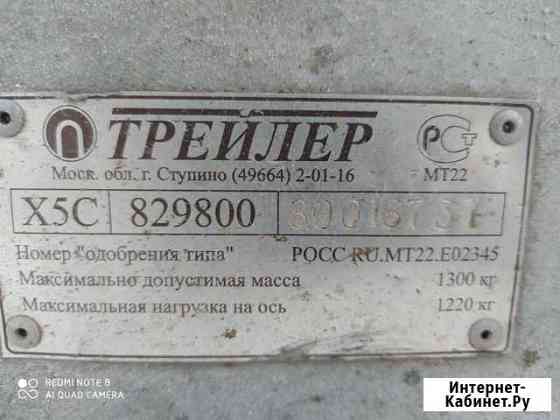 ТРЕЙЛЕР
Моск. обл. г. Ступино (49664) 2-01-16
МТ22
Х5С 829800
Номер "одобрения типа" РОСС RU.МТ22.Е02345
Максимально допустимая масса 1300 кг
Максимальная нагрузка на ось 1220 кг
REDMI NOTE 8
AI QUAD CAMERA
Интернет-
Кабинет.Ру